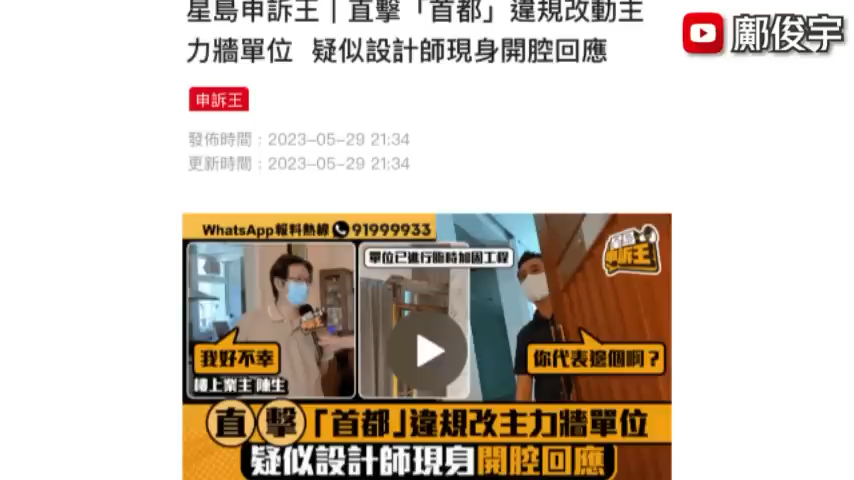 星島申訴王｜直擊「首都」違規改動主
力牆單位 疑似設計師現身開腔回應
鄺俊宇
申訴王
發佈時間：2023-05-29 21:34
更新時間：2023-05-29 21:34
WhatsApp報料熱線 91999933
單位已進行臨時加固工程
星島
申訴王
我好不幸
樓上業主 陳生
你代表邊個啊？
直擊「首都」違規改主力牆單位
疑似設計師現身開腔回應